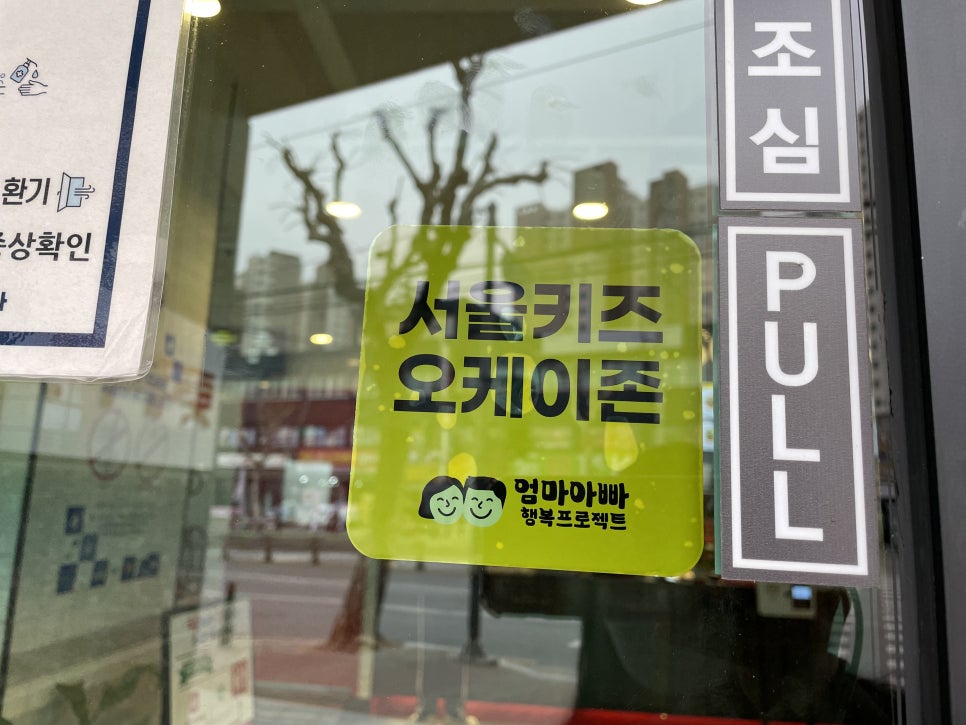 환기
상확인
서울키즈
오케이존
엄마아빠
행복프로젝트
조심
PULL